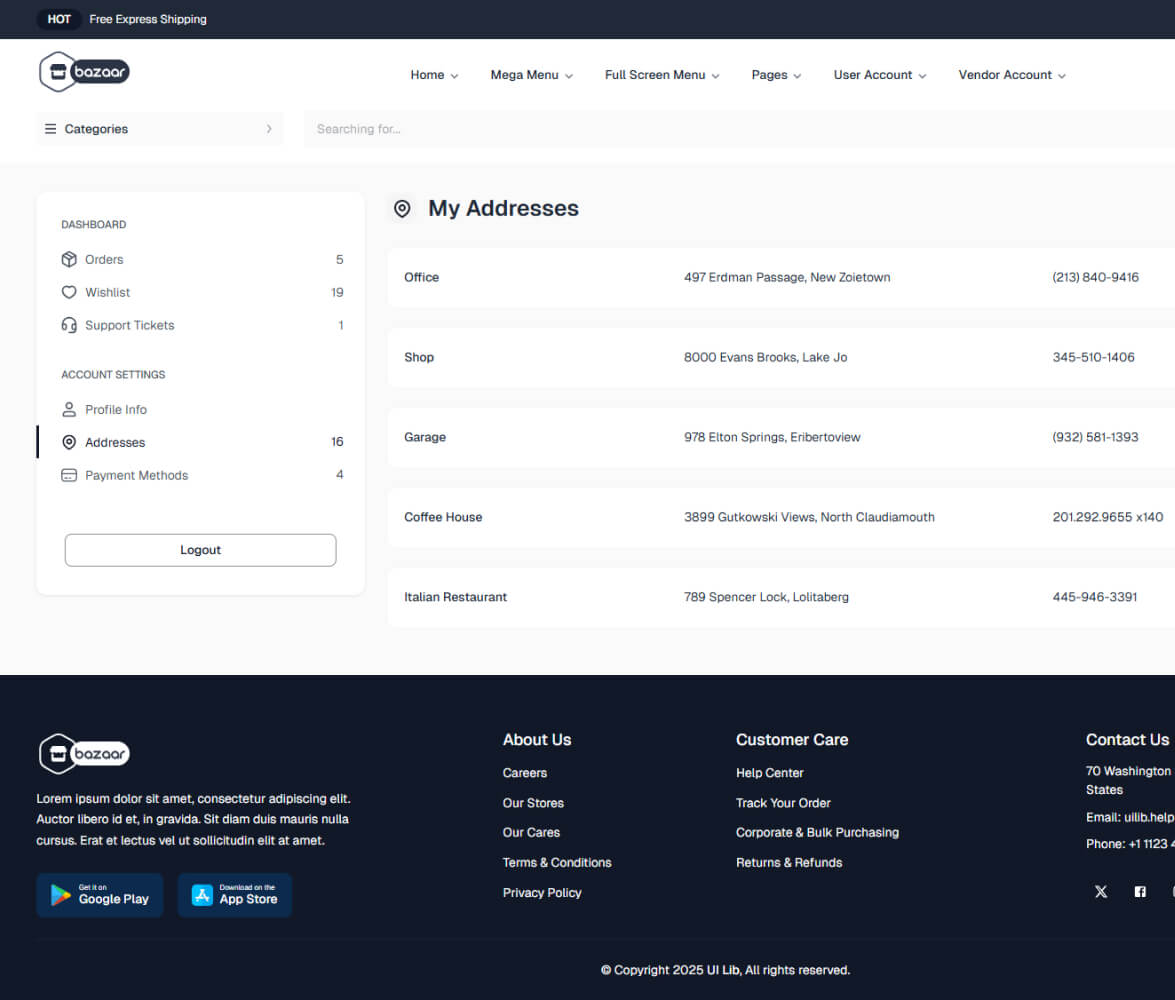 HOT Free Express Shipping
bazaar
Home Mega Menu Full Screen Menu Pages User Account Vendor Account
Categories
Searching for...
DASHBOARD
Orders 5
Wishlist 19
Support Tickets 1
ACCOUNT SETTINGS
Profile Info
Addresses 16
Payment Methods 4
Logout
My Addresses
Office 497 Erdman Passage, New Zoietown (213) 840-9416
Shop 8000 Evans Brooks, Lake Jo 345-510-1406
Garage 978 Elton Springs, Eribertoview (932) 581-1393
Coffee House 3899 Gutkowski Views, North Claudiamouth 201.292.9655 x140
Italian Restaurant 789 Spencer Lock, Lolitaberg 445-946-3391
bazaar
Lorem ipsum dolor sit amet, consectetur adipiscing elit.
Auctor libero id et, in gravida. Sit diam duis mauris nulla
cursus. Erat et lectus vel ut sollicitudin elit at amet.
Get it on
Google Play
Download on the
App Store
About Us
Careers
Our Stores
Our Cares
Terms & Conditions
Privacy Policy
Customer Care
Help Center
Track Your Order
Corporate & Bulk Purchasing
Returns & Refunds
Contact Us
70 Washington
States
Email: uilib.help
Phone: +1 1123 4
© Copyright 2025 UI Lib, All rights reserved.